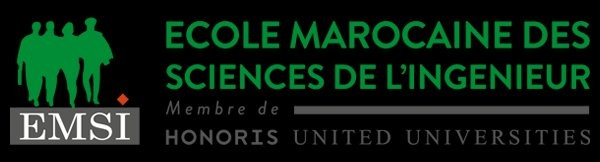 EMSI
ECOLE MAROCAINE DES
SCIENCES DE L'INGENIEUR
Membre de
HONORIS UNITED UNIVERSITIES